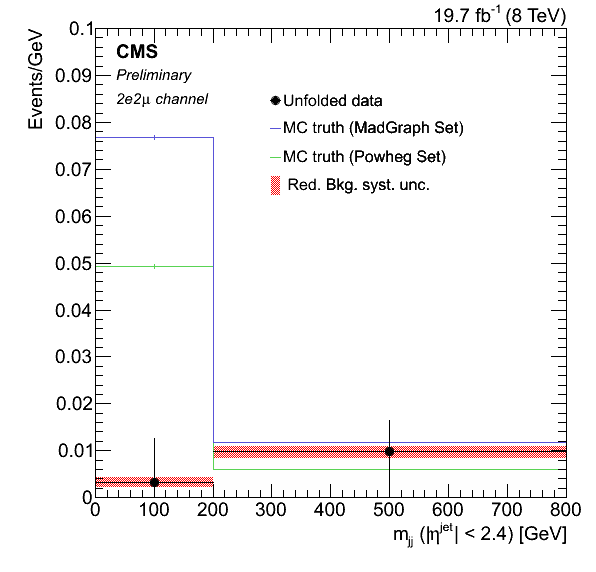 19.7 fb⁻¹ (8 TeV)
Events/GeV
0.1
0.09
0.08
0.07
0.06
0.05
0.04
0.03
0.02
0.01
0
CMS
Preliminary
2e2μ channel
Unfolded data
MC truth (MadGraph Set)
MC truth (Powheg Set)
Red. Bkg. syst. unc.
0 100 200 300 400 500 600 700 800
m_jj (|η^jet| < 2.4) [GeV]